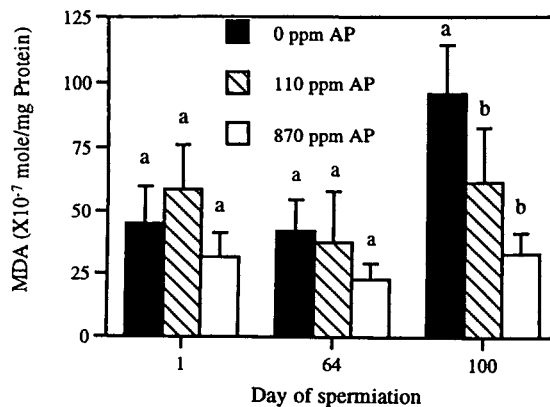 MDA (X10⁻⁷ mole/mg Protein)
125
100
75
50
25
0
0 ppm AP
110 ppm AP
870 ppm AP
a
a
a
a
a
a
a
b
b
1
64
100
Day of spermiation